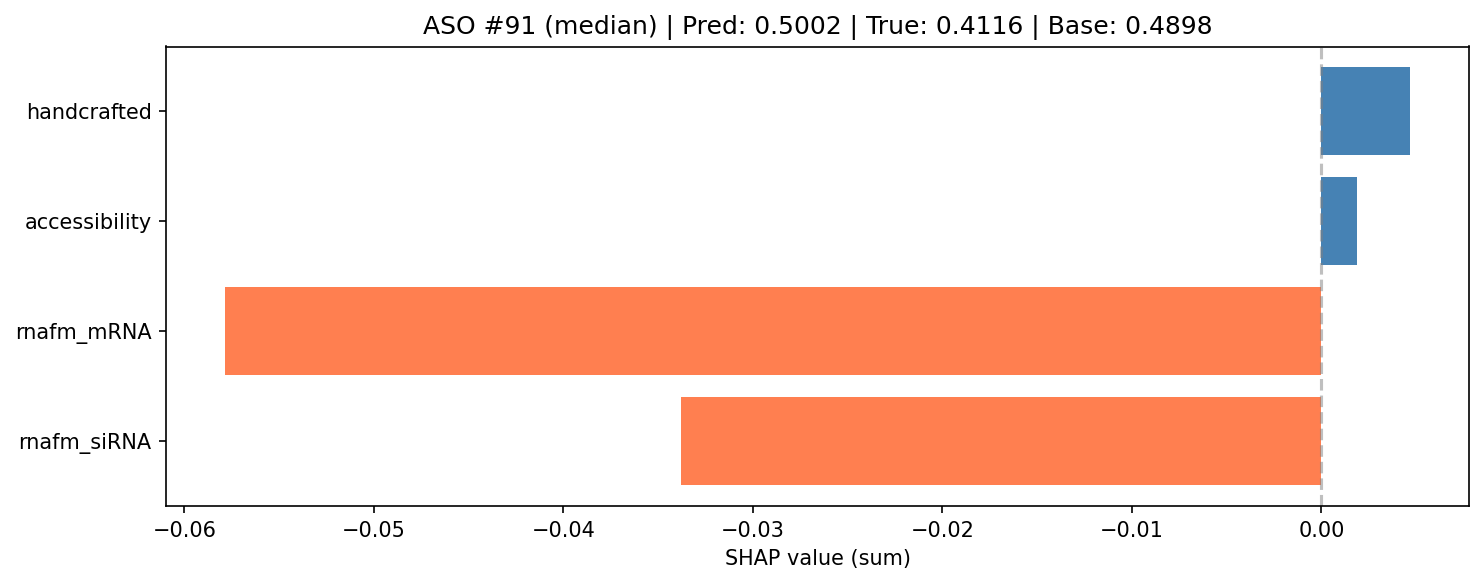 ASO #91 (median) | Pred: 0.5002 | True: 0.4116 | Base: 0.4898
handcrafted
accessibility
rnafm_mRNA
rnafm_siRNA
−0.06 −0.05 −0.04 −0.03 −0.02 −0.01 0.00
SHAP value (sum)